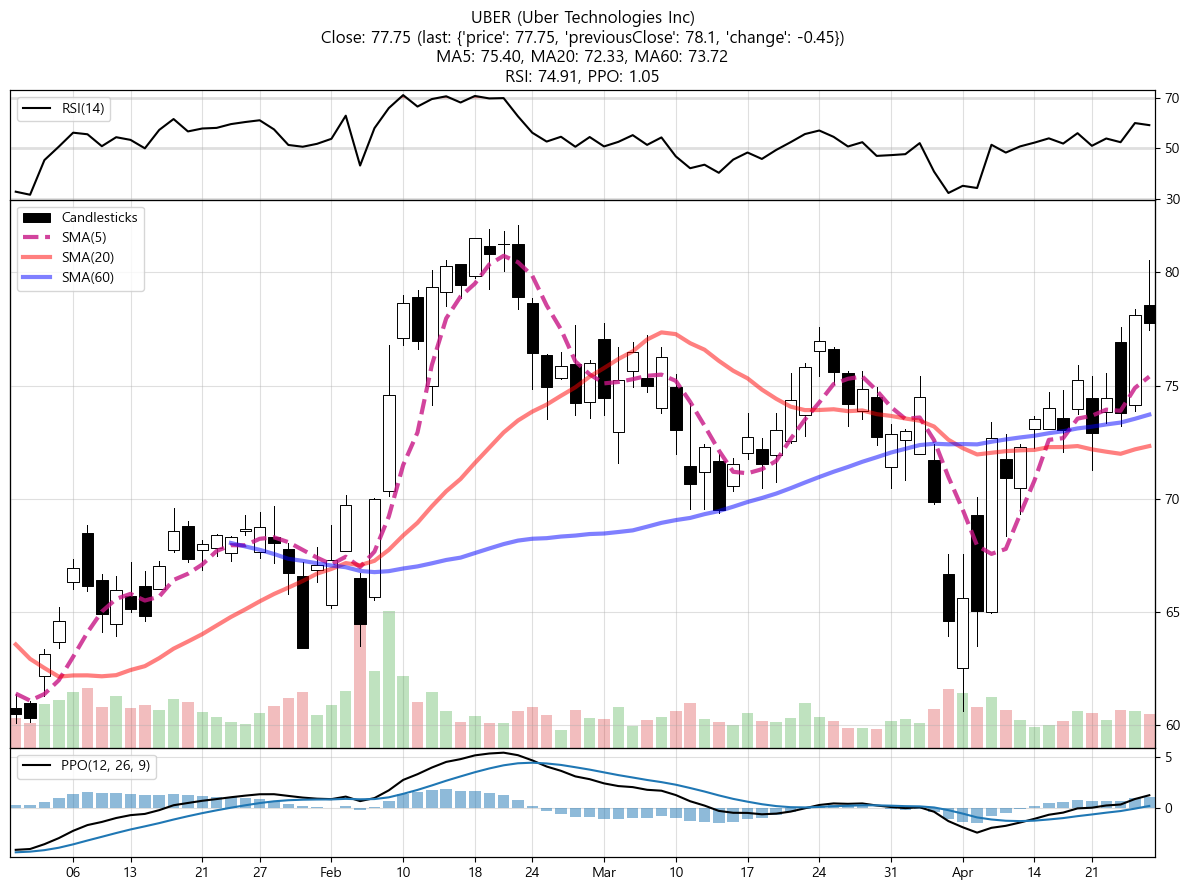 UBER (Uber Technologies Inc)
Close: 77.75 (last: {'price': 77.75, 'previousClose': 78.1, 'change': -0.45})
MA5: 75.40, MA20: 72.33, MA60: 73.72
RSI: 74.91, PPO: 1.05
RSI(14)
70
50
30
Candlesticks
SMA(5)
SMA(20)
SMA(60)
80
75
70
65
60
PPO(12, 26, 9)
5
0
06 13 21 27 Feb 10 18 24 Mar 10 17 24 31 Apr 14 21